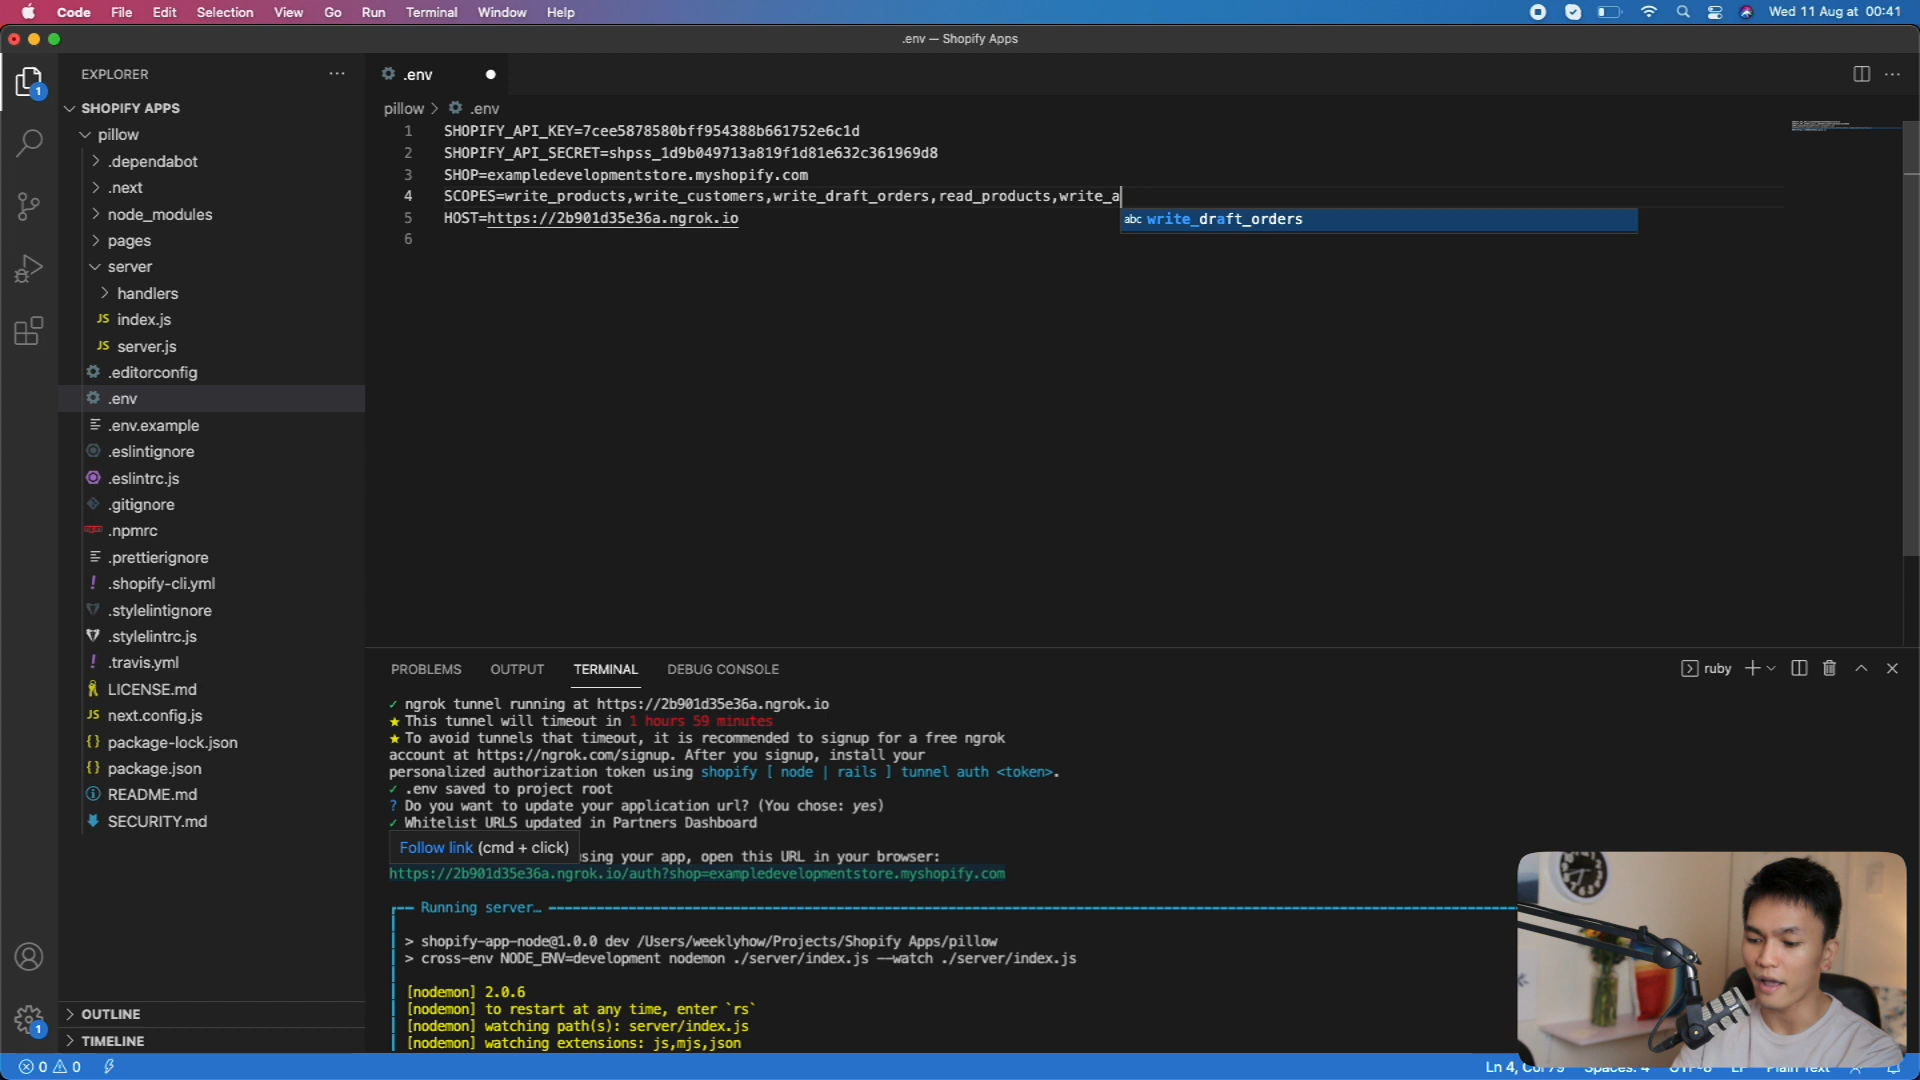 Code File Edit Selection View Go Run Terminal Window Help
Wed 11 Aug at 00:41
.env — Shopify Apps
EXPLORER
SHOPIFY APPS
pillow
.dependabot
.next
node_modules
pages
server
handlers
JS index.js
JS server.js
.editorconfig
.env
.env.example
.eslintignore
.eslintrc.js
.gitignore
.npmrc
.prettierignore
! .shopify-cli.yml
.stylelintignore
.stylelintrc.js
! .travis.yml
LICENSE.md
JS next.config.js
{} package-lock.json
{} package.json
README.md
SECURITY.md
OUTLINE
TIMELINE
1
1
.env
pillow > .env
1 SHOPIFY_API_KEY=7cee5878580bff954388b661752e6c1d
2 SHOPIFY_API_SECRET=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
3 SHOP=exampledevelopmentstore.myshopify.com
4 SCOPES=write_products,write_customers,write_draft_orders,read_products,write_a
5 HOST=https://2b901d35e36a.ngrok.io
6
abc write_draft_orders
PROBLEMS OUTPUT TERMINAL DEBUG CONSOLE
ruby
✓ ngrok tunnel running at https://2b901d35e36a.ngrok.io
★ This tunnel will timeout in 1 hours 59 minutes
★ To avoid tunnels that timeout, it is recommended to signup for a free ngrok
account at https://ngrok.com/signup. After you signup, install your
personalized authorization token using shopify [ node | rails ] tunnel auth <token>.
✓ .env saved to project root
? Do you want to update your application url? (You chose: yes)
✓ Whitelist URLS updated in Partners Dashboard
Follow link (cmd + click)
sing your app, open this URL in your browser:
https://2b901d35e36a.ngrok.io/auth?shop=exampledevelopmentstore.myshopify.com
Running server…
> shopify-app-node@1.0.0 dev /Users/weeklyhow/Projects/Shopify Apps/pillow
> cross-env NODE_ENV=development nodemon ./server/index.js --watch ./server/index.js
[nodemon] 2.0.6
[nodemon] to restart at any time, enter `rs`
[nodemon] watching path(s): server/index.js
[nodemon] watching extensions: js,mjs,json
0 0
Ln 4, Col 79 Spaces: 4 UTF-8 LF Plain Text